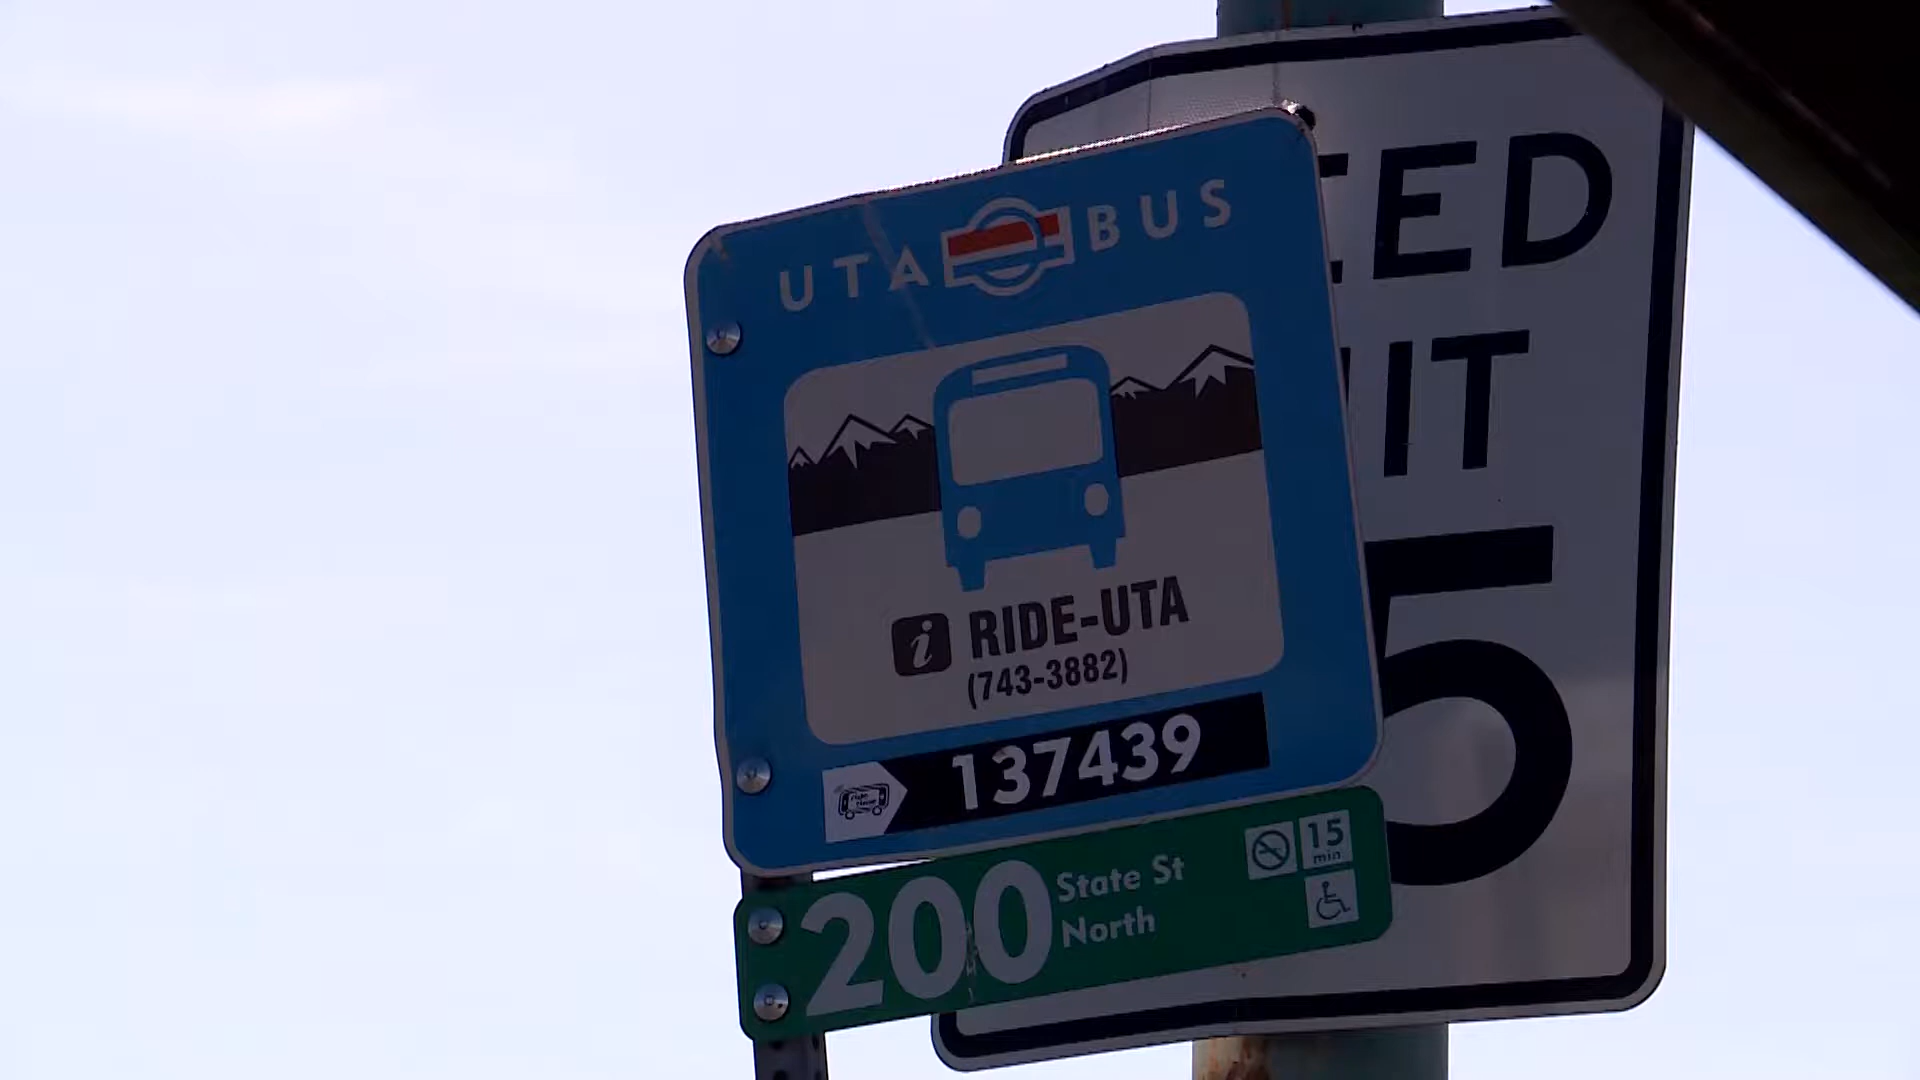 UTA BUS
i RIDE-UTA
(743-3882)
137439
200 State St
North
15
min
EED
IT
5